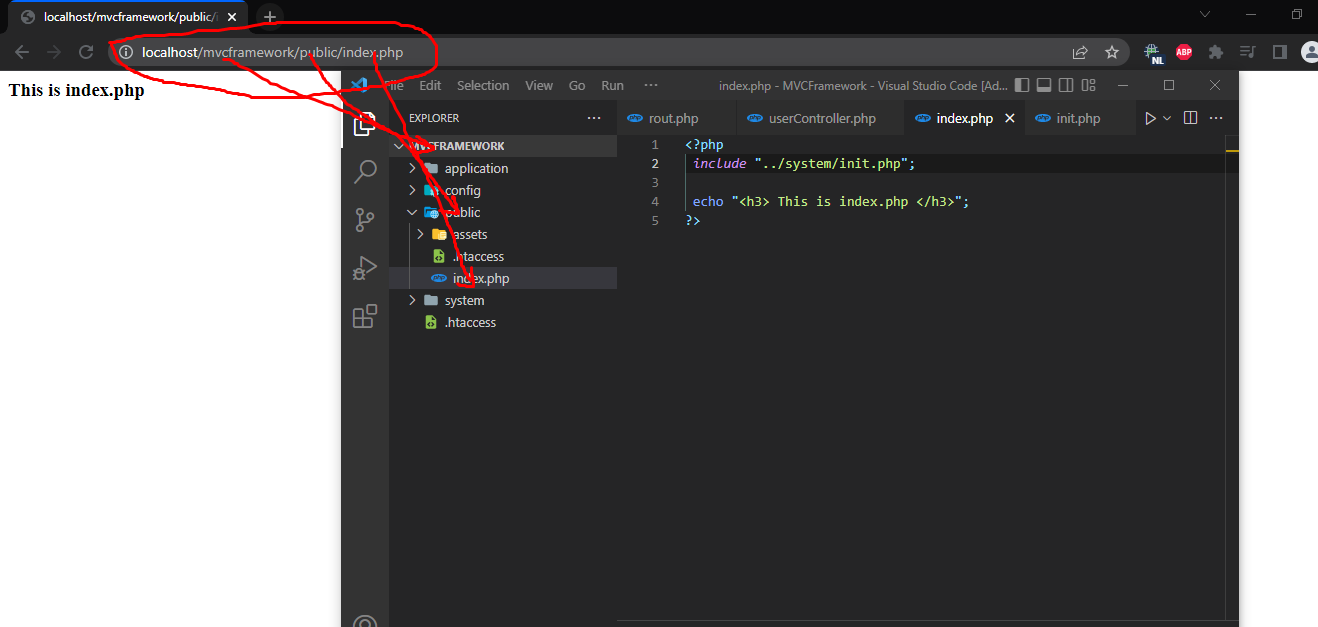 localhost/mvcframework/public/i
localhost/mvcframework/public/index.php
NL
ABP
This is index.php
File Edit Selection View Go Run ···
index.php - MVCFramework - Visual Studio Code [Ad...
EXPLORER ···
rout.php
userController.php
index.php
init.php
···
MVCFRAMEWORK
application
config
public
assets
.htaccess
index.php
system
.htaccess
1 <?php
2 include "../system/init.php";
3
4 echo "<h3> This is index.php </h3>";
5 ?>